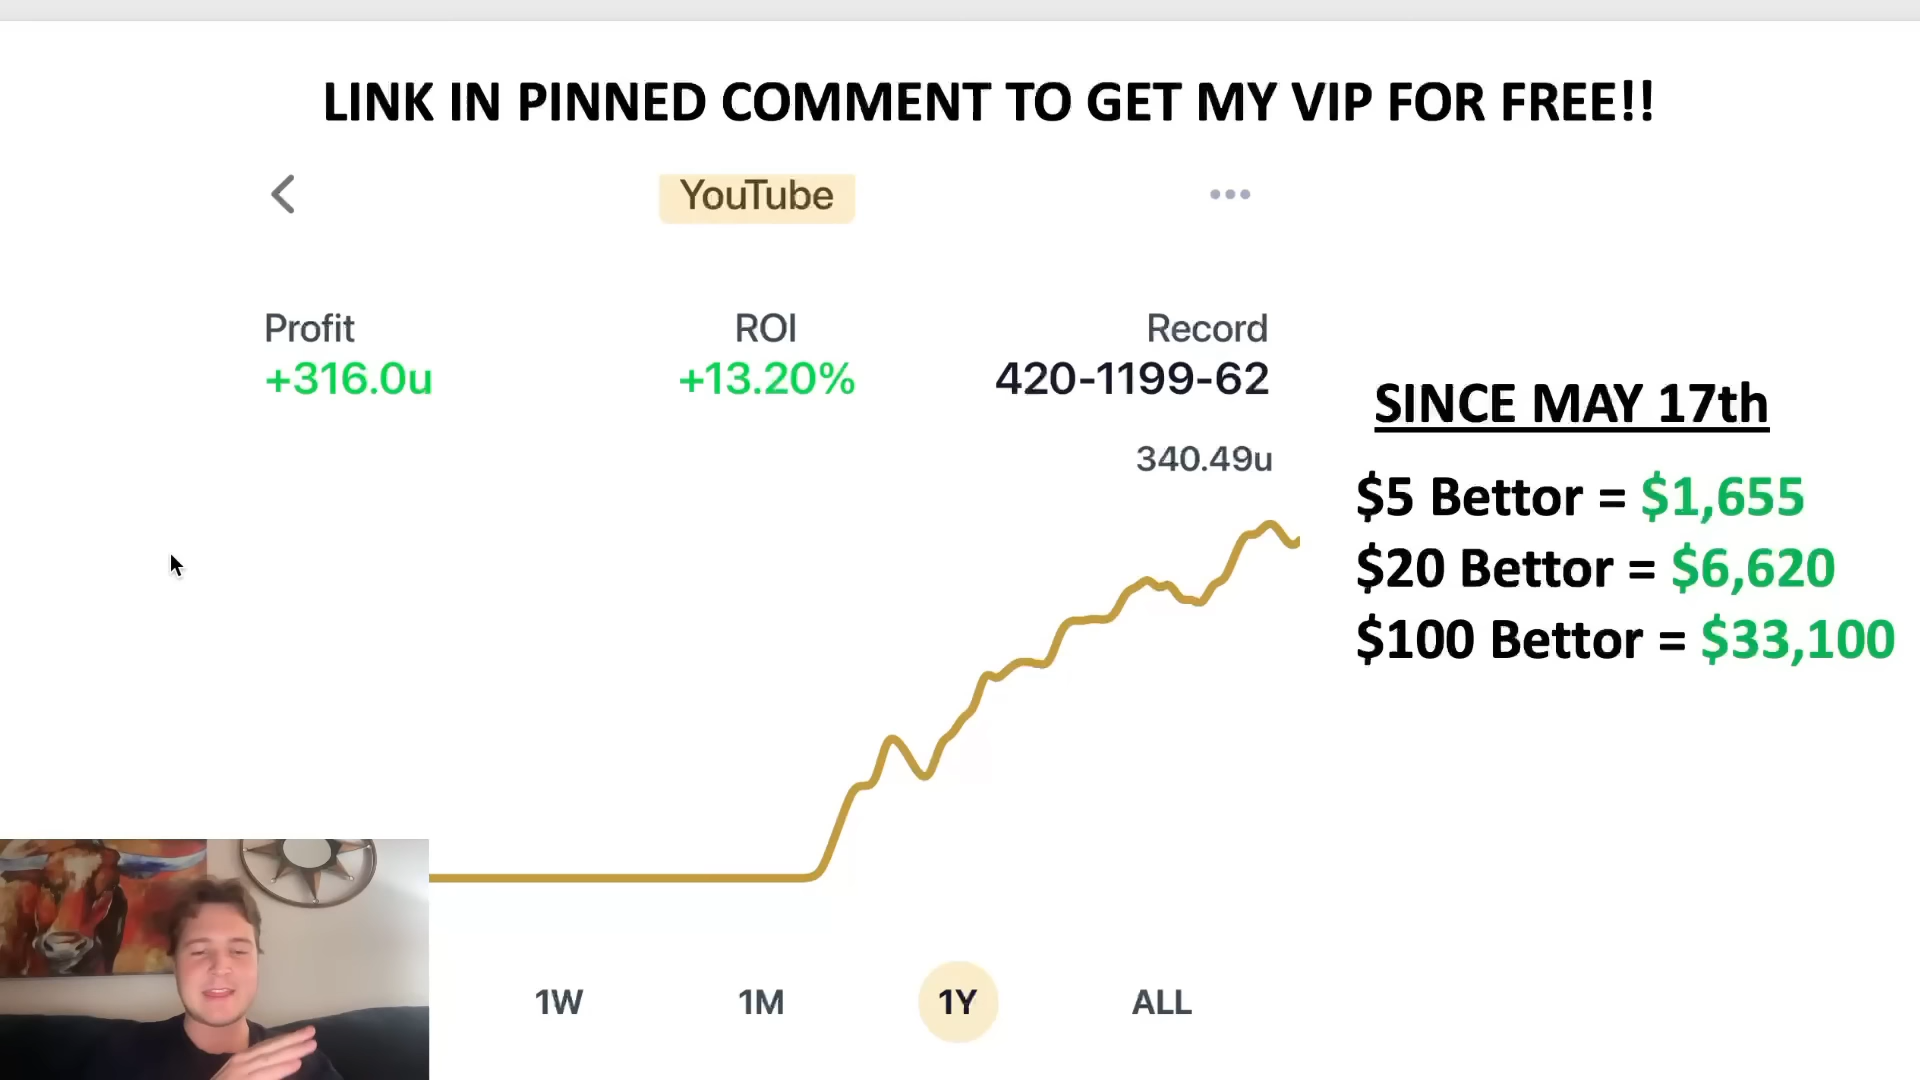 LINK IN PINNED COMMENT TO GET MY VIP FOR FREE!!
YouTube
Profit
ROI
Record
+316.0u
+13.20%
420-1199-62
340.49u
SINCE MAY 17th
$5 Bettor = $1,655
$20 Bettor = $6,620
$100 Bettor = $33,100
1W
1M
1Y
ALL